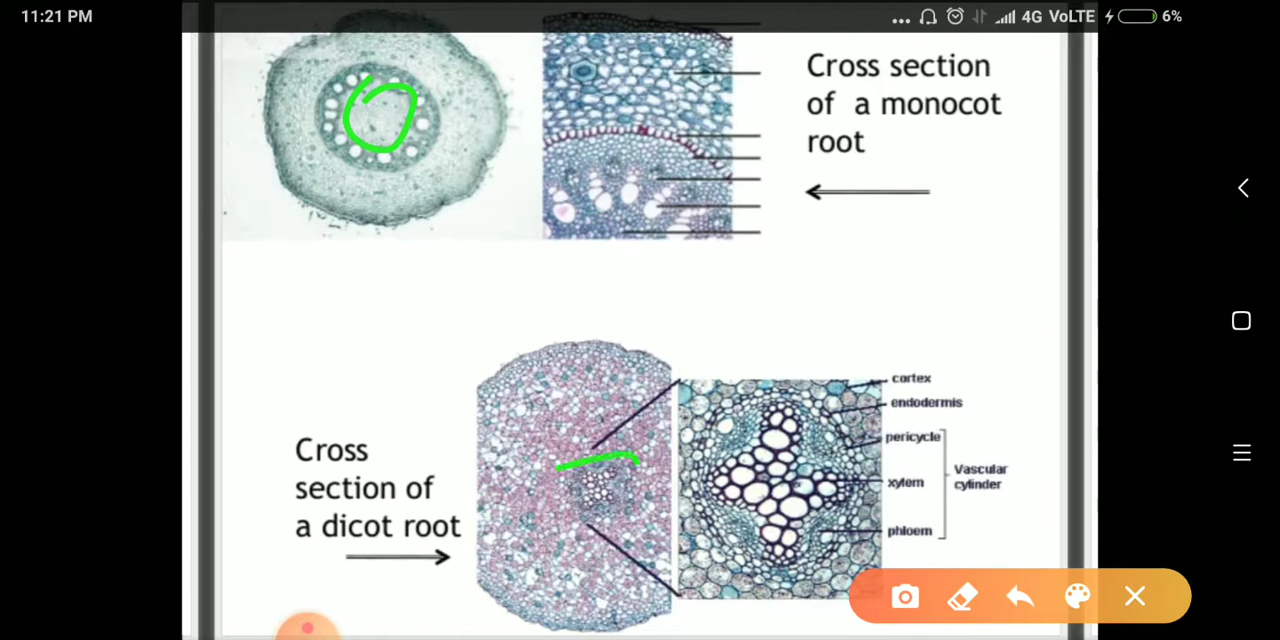 11:21 PM
4G VoLTE
6%
Cross section
of a monocot
root
cortex
endodermis
pericycle
Vascular
cylinder
xylem
phloem
Cross
section of
a dicot root